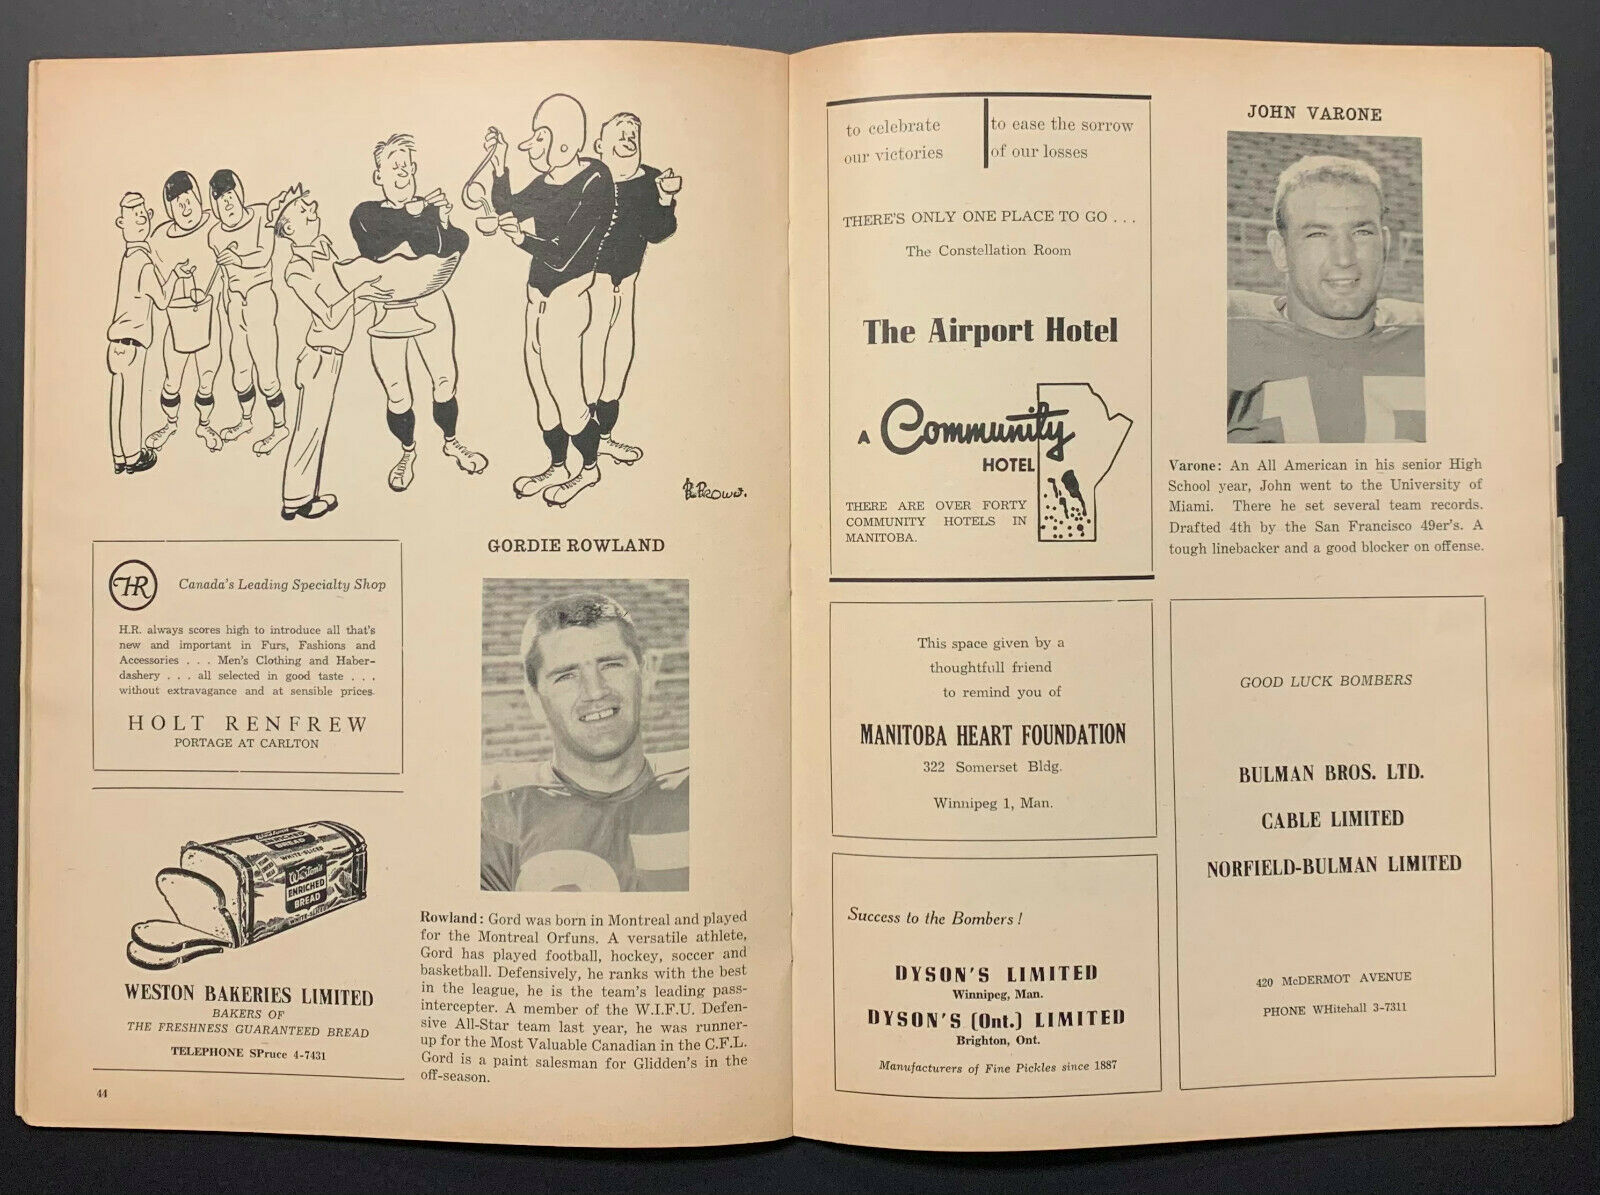 B. Brown.
HR
Canada's Leading Specialty Shop
H.R. always scores high to introduce all that's
new and important in Furs, Fashions and
Accessories . . . Men's Clothing and Haber-
dashery . . . all selected in good taste . . .
without extravagance and at sensible prices.
HOLT RENFREW
PORTAGE AT CARLTON
Weston's
ENRICHED
BREAD
WHITE-SLICED
Weston's
ENRICHED
BREAD
WHITE-SLICED
WESTON BAKERIES LIMITED
BAKERS OF
THE FRESHNESS GUARANTEED BREAD
TELEPHONE SPruce 4-7431
44
GORDIE ROWLAND
Rowland: Gord was born in Montreal and played
for the Montreal Orfuns. A versatile athlete,
Gord has played football, hockey, soccer and
basketball. Defensively, he ranks with the best
in the league, he is the team's leading pass-
intercepter. A member of the W.I.F.U. Defen-
sive All-Star team last year, he was runner-
up for the Most Valuable Canadian in the C.F.L.
Gord is a paint salesman for Glidden's in the
off-season.
to celebrate
our victories
to ease the sorrow
of our losses
THERE'S ONLY ONE PLACE TO GO . . .
The Constellation Room
The Airport Hotel
A Community
HOTEL
THERE ARE OVER FORTY
COMMUNITY HOTELS IN
MANITOBA.
This space given by a
thoughtfull friend
to remind you of
MANITOBA HEART FOUNDATION
322 Somerset Bldg.
Winnipeg 1, Man.
Success to the Bombers!
DYSON'S LIMITED
Winnipeg, Man.
DYSON'S (Ont.) LIMITED
Brighton, Ont.
Manufacturers of Fine Pickles since 1887
JOHN VARONE
Varone: An All American in his senior High
School year, John went to the University of
Miami. There he set several team records.
Drafted 4th by the San Francisco 49er's. A
tough linebacker and a good blocker on offense.
GOOD LUCK BOMBERS
BULMAN BROS. LTD.
CABLE LIMITED
NORFIELD-BULMAN LIMITED
420 McDERMOT AVENUE
PHONE WHitehall 3-7311